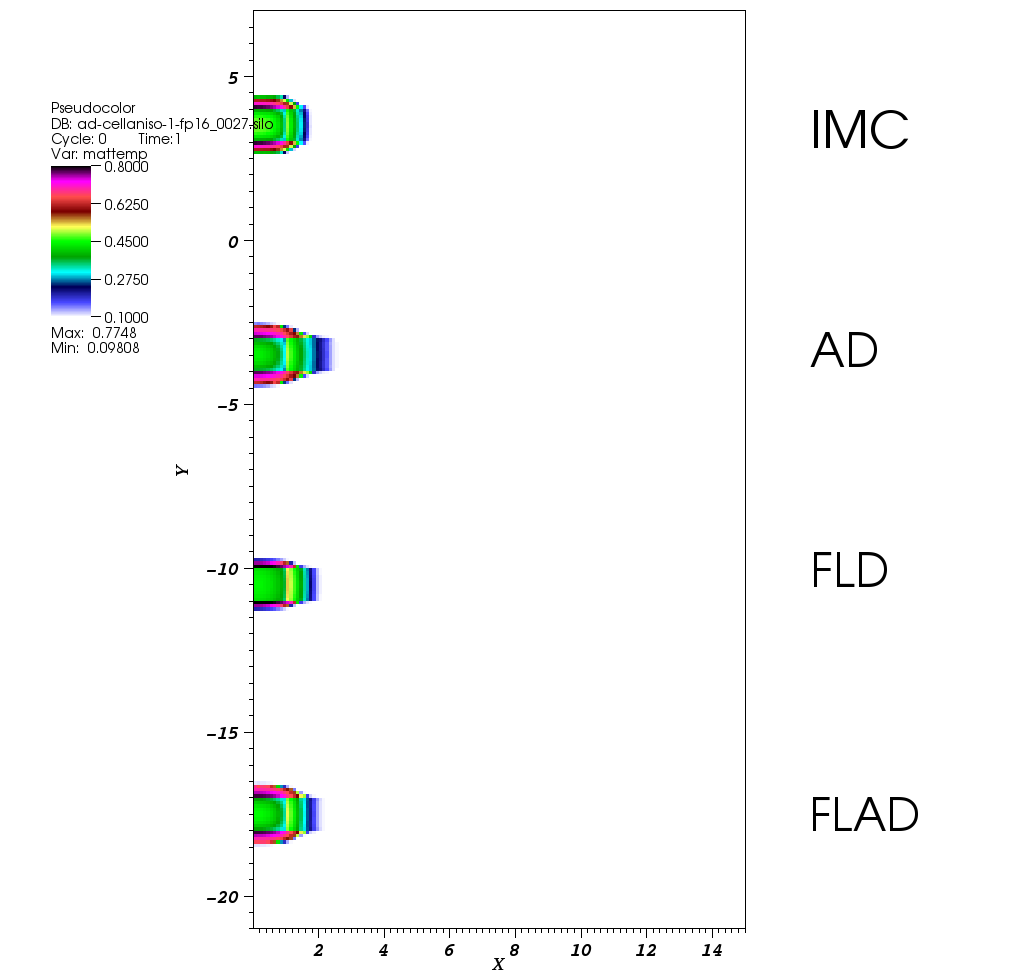 Pseudocolor
DB: ad-cellaniso-1-fp16_0027.silo
Cycle: 0 Time:1
Var: mattemp
0.8000
0.6250
0.4500
0.2750
0.1000
Max: 0.7748
Min: 0.09808
5
0
-5
-10
-15
-20
Y
2 4 6 8 10 12 14
X
IMC
AD
FLD
FLAD